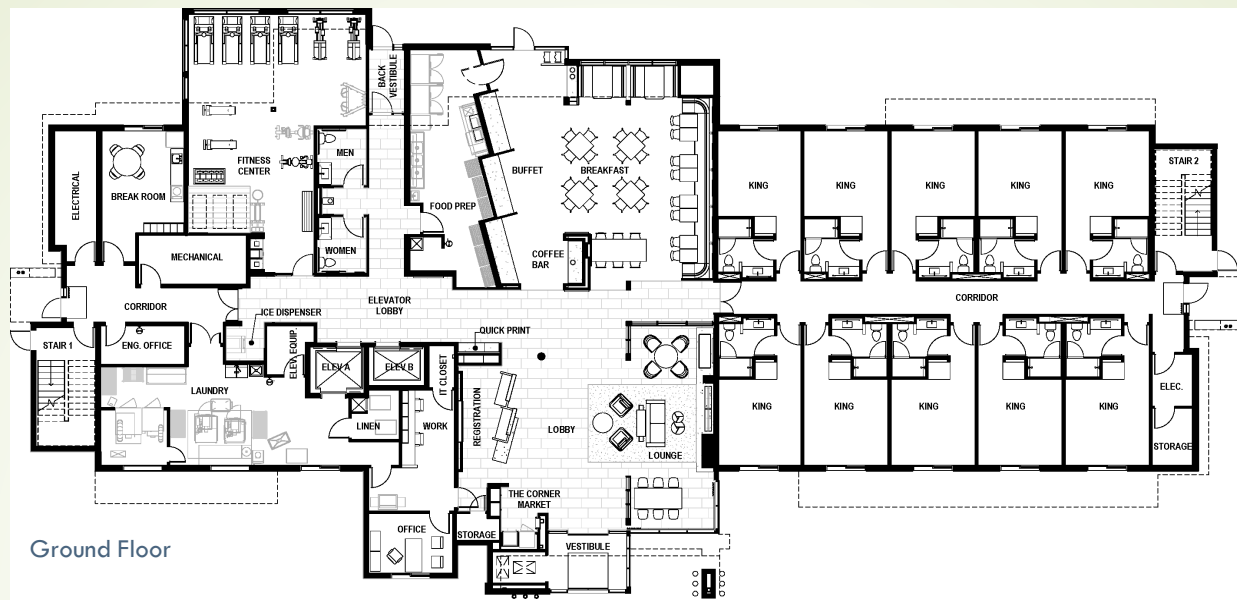 BACK
VESTIBULE
MEN
FITNESS
CENTER
ELECTRICAL
BREAK ROOM
WOMEN
MECHANICAL
FOOD PREP
BUFFET
BREAKFAST
COFFEE
BAR
KING
KING
KING
KING
KING
STAIR 2
CORRIDOR
ELEVATOR
LOBBY
CORRIDOR
ICE DISPENSER
QUICK PRINT
STAIR 1
ENG. OFFICE
ELEV. EQUIP.
ELEV A
ELEV B
IT CLOSET
LAUNDRY
LINEN
WORK
REGISTRATION
LOBBY
LOUNGE
KING
KING
KING
KING
KING
ELEC.
STORAGE
THE CORNER
MARKET
OFFICE
STORAGE
VESTIBULE
Ground Floor